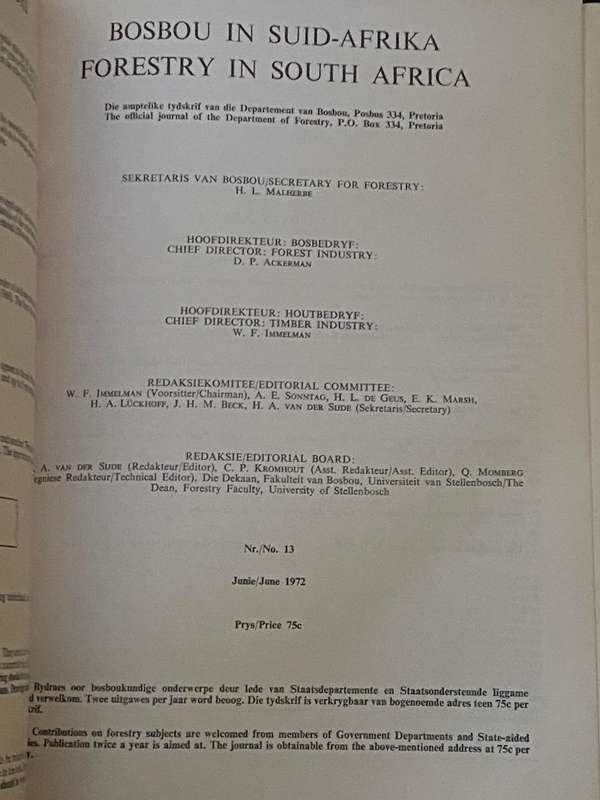 BOSBOU IN SUID-AFRIKA
FORESTRY IN SOUTH AFRICA
Die amptelike tydskrif van die Departement van Bosbou, Posbus 334, Pretoria
The official journal of the Department of Forestry, P.O. Box 334, Pretoria
SEKRETARIS VAN BOSBOU/SECRETARY FOR FORESTRY:
H. L. MALHERBE
HOOFDIREKTEUR: BOSBEDRYF:
CHIEF DIRECTOR: FOREST INDUSTRY:
D. P. ACKERMAN
HOOFDIREKTEUR: HOUTBEDRYF:
CHIEF DIRECTOR: TIMBER INDUSTRY:
W. F. IMMELMAN
REDAKSIEKOMITEE/EDITORIAL COMMITTEE:
W. F. IMMELMAN (Voorsitter/Chairman), A. E. SONNTAG, H. L. DE GEUS, E. K. MARSH,
H. A. LÜCKHOFF, J. H. M. BECK, H. A. VAN DER SIJDE (Sekretaris/Secretary)
REDAKSIE/EDITORIAL BOARD:
A. VAN DER SIJDE (Redakteur/Editor), C. P. KROMHOUT (Asst. Redakteur/Asst. Editor), Q. MOMBERG
egniese Redakteur/Technical Editor), Die Dekaan, Fakulteit van Bosbou, Universiteit van Stellenbosch/The
Dean, Forestry Faculty, University of Stellenbosch
Nr./No. 13
Junie/June 1972
Prys/Price 75c
Bydraes oor bosboukundige onderwerpe deur lede van Staatsdepartemente en Staatsondersteunde liggame
d verwelkom. Twee uitgawes per jaar word beoog. Die tydskrif is verkrygbaar van bogenoemde adres teen 75c per
krif.
Contributions on forestry subjects are welcomed from members of Government Departments and State-aided
ies. Publication twice a year is aimed at. The journal is obtainable from the above-mentioned address at 75c per
y.